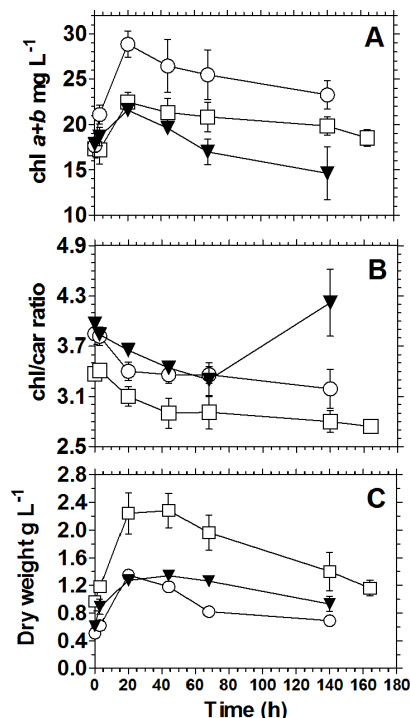 A
30
25
20
15
10
chl a+b mg L-1
B
4.9
4.3
3.7
3.1
2.5
chl/car ratio
C
2.8
2.4
2.0
1.6
1.2
0.8
0.4
0.0
Dry weight g L-1
0 20 40 60 80 100 120 140 160 180
Time (h)